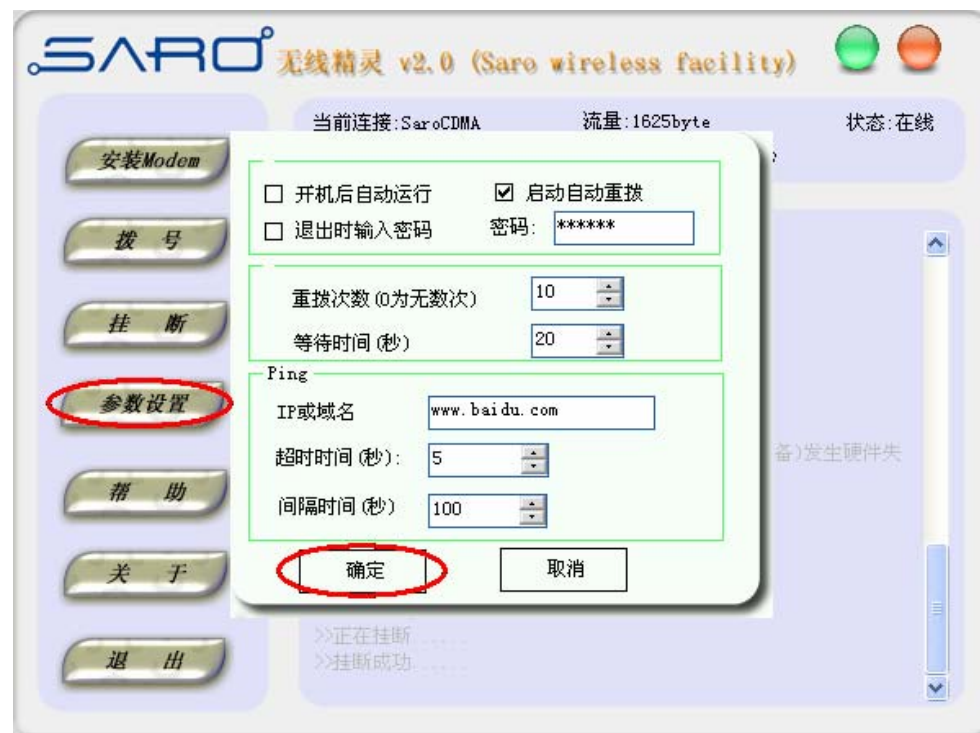 SARO 无线精灵 v2.0 (Saro wireless facility)
当前连接:SaroCDMA 流量:1625byte 状态:在线
安装Modem
拨 号
挂 断
参数设置
帮 助
关 于
退 出
开机后自动运行 启动自动重拨
退出时输入密码 密码: ******
重拨次数(0为无数次) 10
等待时间(秒) 20
Ping
IP或域名 www.baidu.com
超时时间(秒): 5
间隔时间(秒) 100
确定 取消
备)发生硬件失
>>正在挂断......
>>挂断成功......